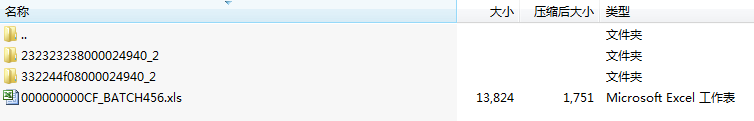 名称 大小 压缩后大小 类型
.. 文件夹
232323238000024940_2 文件夹
332244f08000024940_2 文件夹
000000000CF_BATCH456.xls 13,824 1,751 Microsoft Excel 工作表